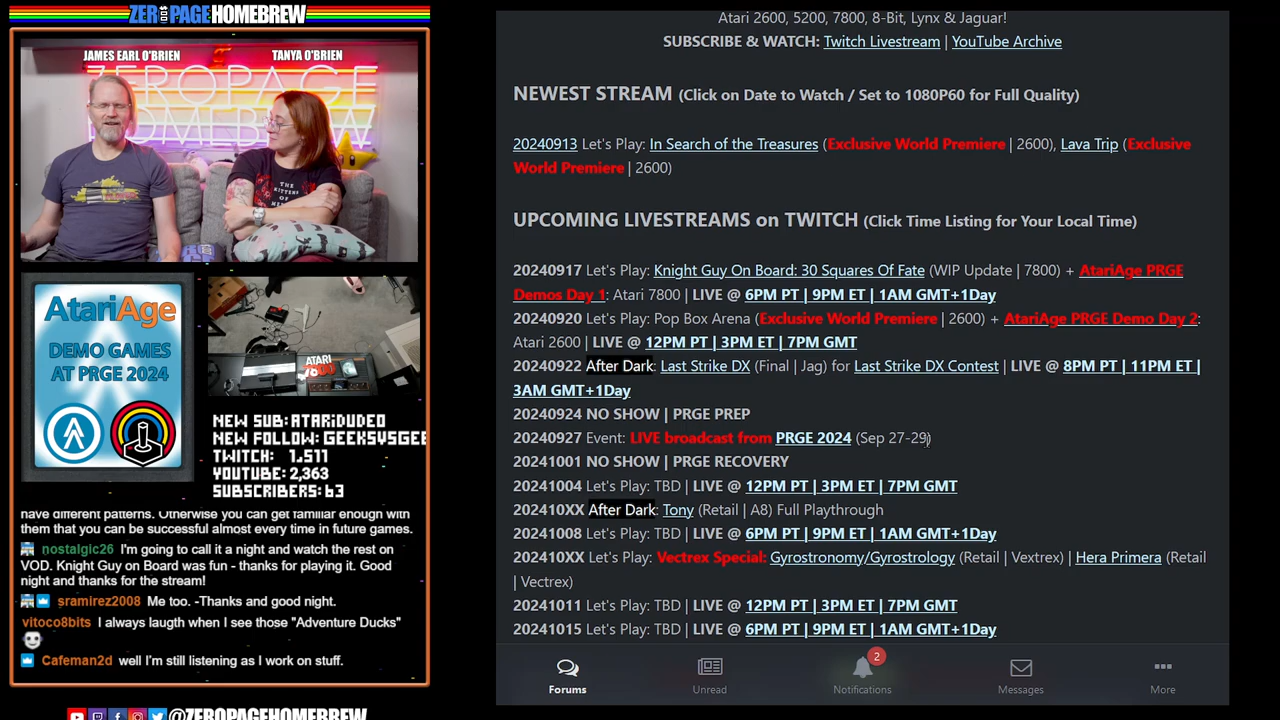 ZEROPAGE HOMEBREW
JAMES EARL O'BRIEN
TANYA O'BRIEN
ZEROPAGE
HOMEBREW
THE
KITTENS
AtariAge
DEMO GAMES
AT PRGE 2024
ATARI
7800
NEW SUB:ATARIDUDEO
NEW FOLLOW:GEEKSYSGEE
TWITCH: 1,511
YOUTUBE: 2,363
SUBSCRIBERS: 63
have different patterns. Otherwise you can get familiar enough with
them that you can be successful almost every time in future games.
nostalgic26 I'm going to call it a night and watch the rest on
VOD. Knight Guy on Board was fun - thanks for playing it. Good
night and thanks for the stream!
sramirez2008 Me too. -Thanks and good night.
vitoco8bits I always laugth when I see those "Adventure Ducks"
Cafeman2d well I'm still listening as I work on stuff.
@ZEROPAGEHOMEBREW
Atari 2600, 5200, 7800, 8-Bit, Lynx & Jaguar!
SUBSCRIBE & WATCH: Twitch Livestream | YouTube Archive
NEWEST STREAM (Click on Date to Watch / Set to 1080P60 for Full Quality)
20240913 Let's Play: In Search of the Treasures (Exclusive World Premiere | 2600), Lava Trip (Exclusive
World Premiere | 2600)
UPCOMING LIVESTREAMS on TWITCH (Click Time Listing for Your Local Time)
20240917 Let's Play: Knight Guy On Board: 30 Squares Of Fate (WIP Update | 7800) + AtariAge PRGE
Demos Day 1: Atari 7800 | LIVE @ 6PM PT | 9PM ET | 1AM GMT+1Day
20240920 Let's Play: Pop Box Arena (Exclusive World Premiere | 2600) + AtariAge PRGE Demo Day 2:
Atari 2600 | LIVE @ 12PM PT | 3PM ET | 7PM GMT
20240922 After Dark: Last Strike DX (Final | Jag) for Last Strike DX Contest | LIVE @ 8PM PT | 11PM ET |
3AM GMT+1Day
20240924 NO SHOW | PRGE PREP
20240927 Event: LIVE broadcast from PRGE 2024 (Sep 27-29)
20241001 NO SHOW | PRGE RECOVERY
20241004 Let's Play: TBD | LIVE @ 12PM PT | 3PM ET | 7PM GMT
202410XX After Dark: Tony (Retail | A8) Full Playthrough
20241008 Let's Play: TBD | LIVE @ 6PM PT | 9PM ET | 1AM GMT+1Day
202410XX Let's Play: Vectrex Special: Gyrostronomy/Gyrostrology (Retail | Vextrex) | Hera Primera (Retail
| Vectrex)
20241011 Let's Play: TBD | LIVE @ 12PM PT | 3PM ET | 7PM GMT
20241015 Let's Play: TBD | LIVE @ 6PM PT | 9PM ET | 1AM GMT+1Day
2
Forums
Unread
Notifications
Messages
More